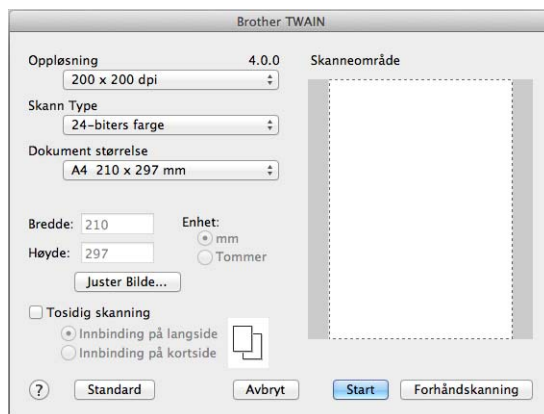 Brother TWAIN
Oppløsning 4.0.0
200 x 200 dpi
Skann Type
24-biters farge
Dokument størrelse
A4 210 x 297 mm
Bredde: 210
Høyde: 297
Enhet:
mm
Tommer
Juster Bilde...
Tosidig skanning
Innbinding på langside
Innbinding på kortside
Skanneområde
? Standard Avbryt Start Forhåndskanning